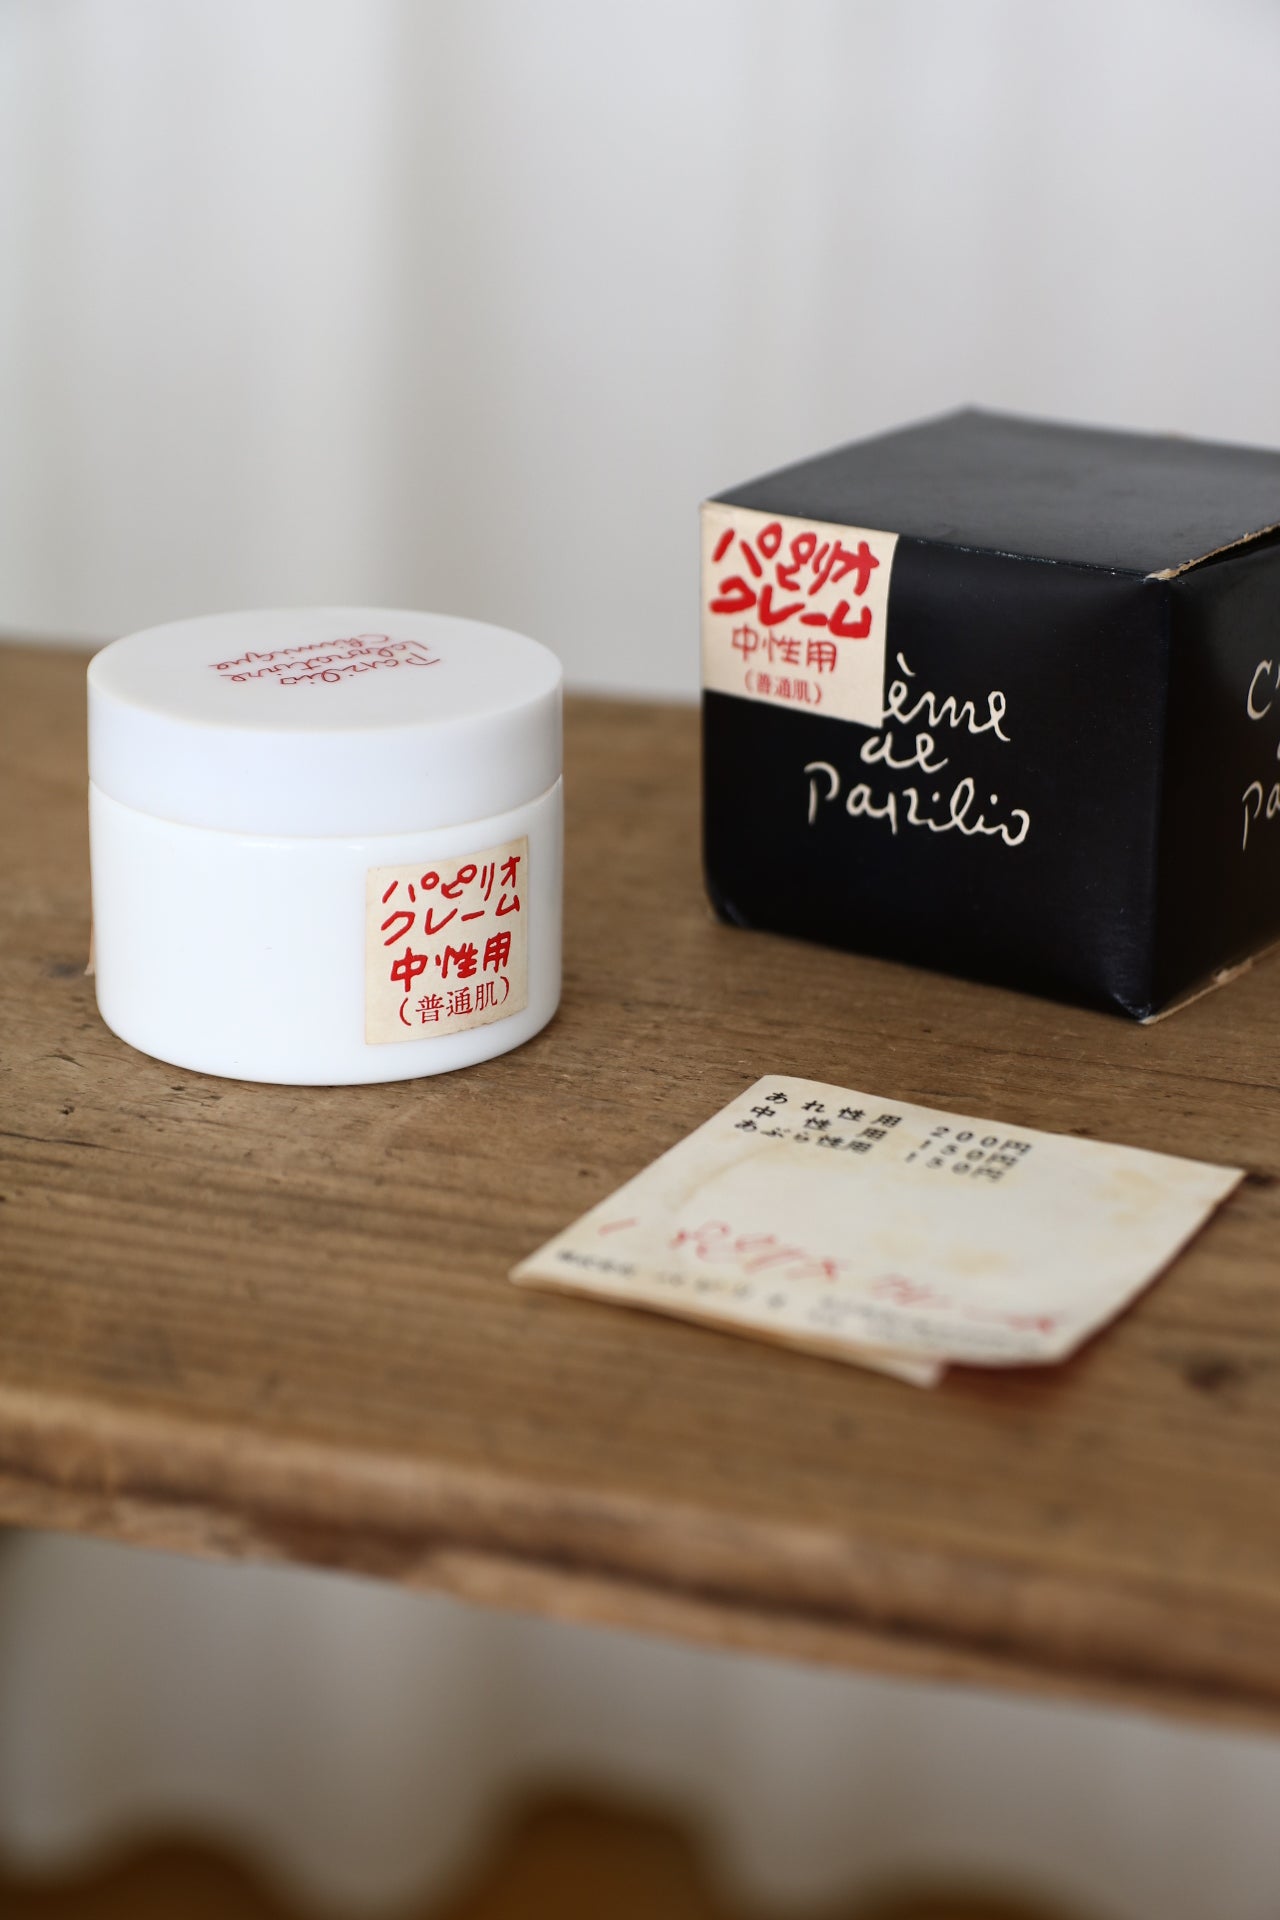 Papilio
Laboratoire
Chimique
パピリオ
クレーム
中性用
(普通肌)
パピリオ
クレーム
中性用
(普通肌)
ème
de
Papilio
あれ性用 200円
中性用 150円
あぶら性用 150円